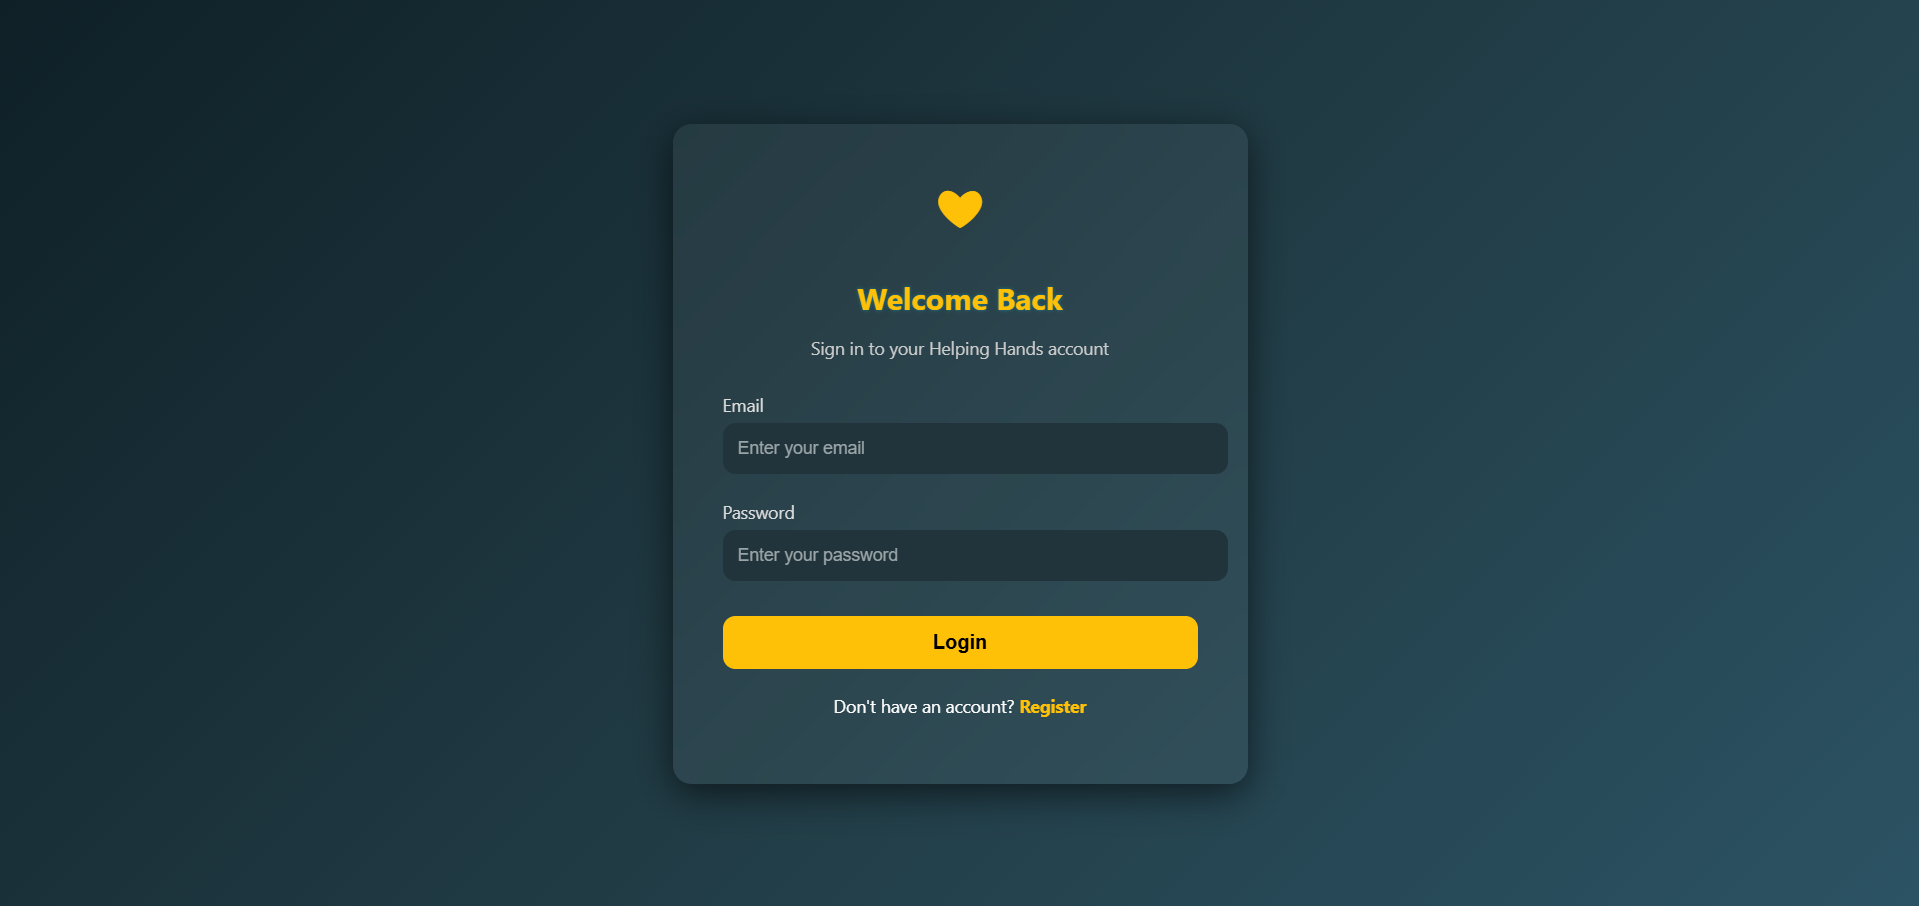 Welcome Back
Sign in to your Helping Hands account
Email
Enter your email
Password
Enter your password
Login
Don't have an account? Register